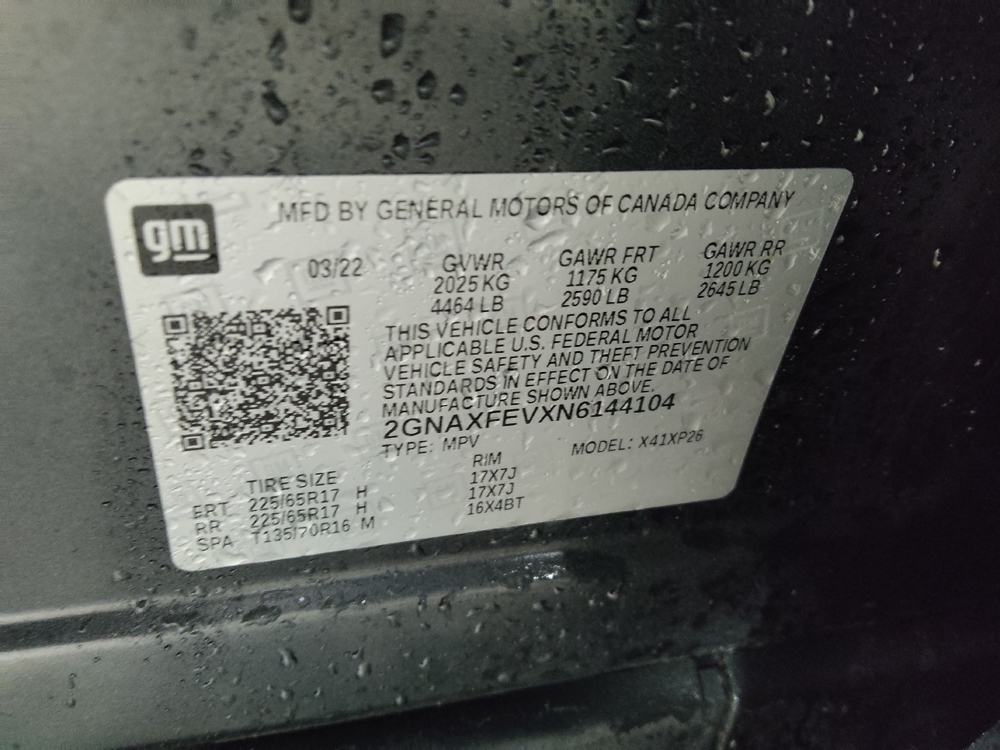 gm
MFD BY GENERAL MOTORS OF CANADA COMPANY
03/22
GVWR GAWR FRT GAWR RR
2025 KG 1175 KG 1200 KG
4464 LB 2590 LB 2645 LB
THIS VEHICLE CONFORMS TO ALL
APPLICABLE U.S. FEDERAL MOTOR
VEHICLE SAFETY AND THEFT PREVENTION
STANDARDS IN EFFECT ON THE DATE OF
MANUFACTURE SHOWN ABOVE.
2GNAXFEVXN6144104
TYPE: MPV MODEL: X41XP26
TIRE SIZE RIM
FRT 225/65R17 H 17X7J
RR 225/65R17 H 17X7J
SPA T135/70R16 M 16X4BT